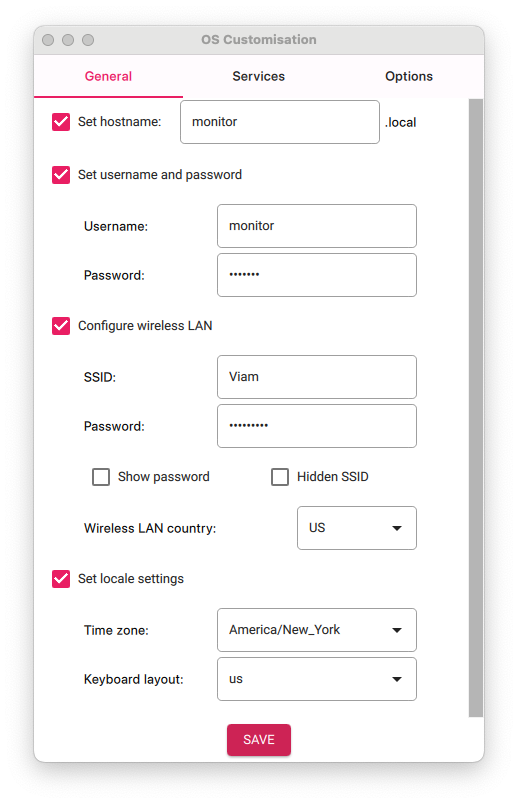 OS Customisation
General Services Options
Set hostname: monitor .local
Set username and password
Username: monitor
Password: •••••••
Configure wireless LAN
SSID: Viam
Password: •••••••••
Show password Hidden SSID
Wireless LAN country: US
Set locale settings
Time zone: America/New_York
Keyboard layout: us
SAVE